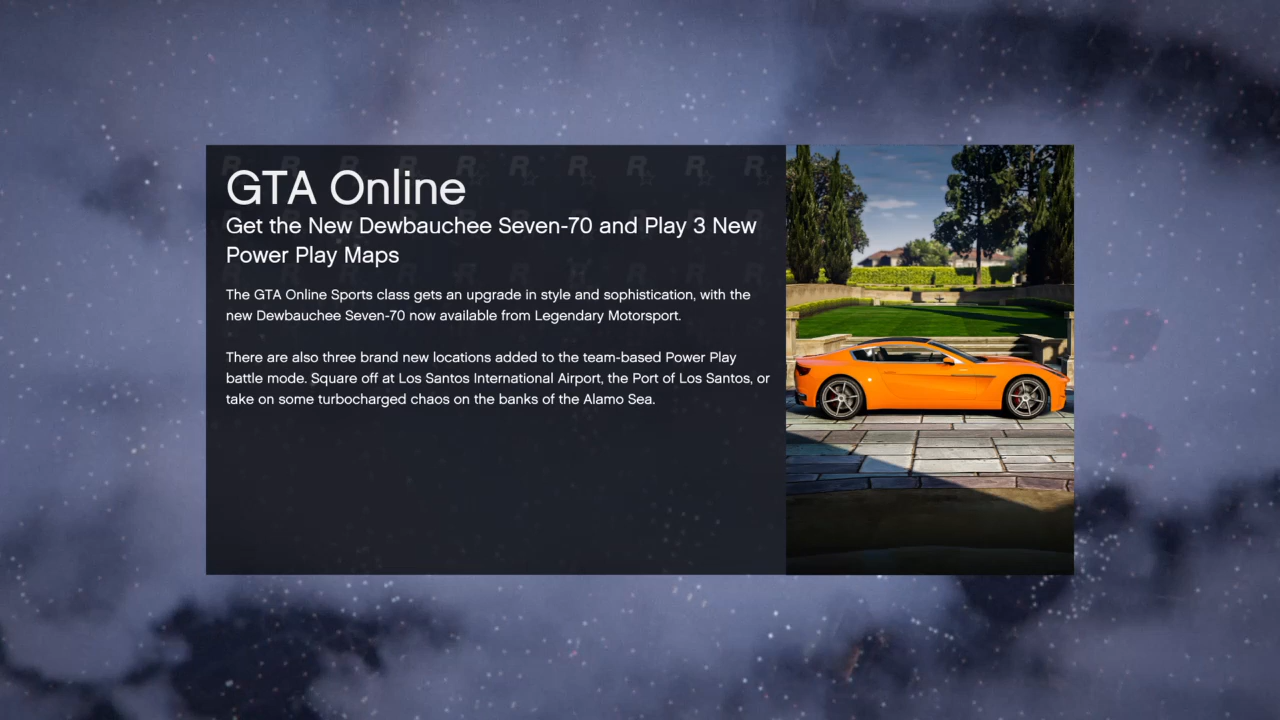 GTA Online
Get the New Dewbauchee Seven-70 and Play 3 New
Power Play Maps
The GTA Online Sports class gets an upgrade in style and sophistication, with the
new Dewbauchee Seven-70 now available from Legendary Motorsport.
There are also three brand new locations added to the team-based Power Play
battle mode. Square off at Los Santos International Airport, the Port of Los Santos, or
take on some turbocharged chaos on the banks of the Alamo Sea.